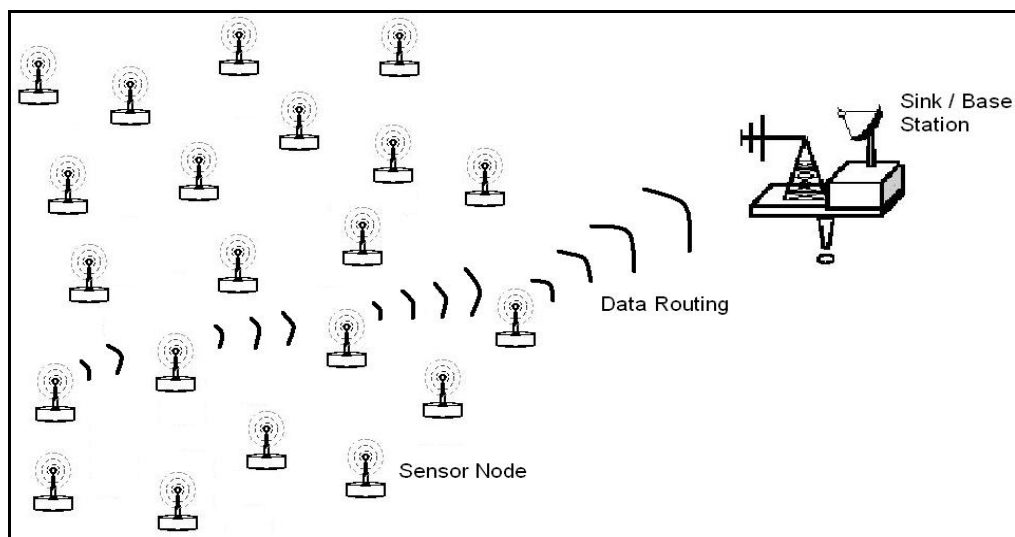 Sink / Base
Station
Data Routing
Sensor Node